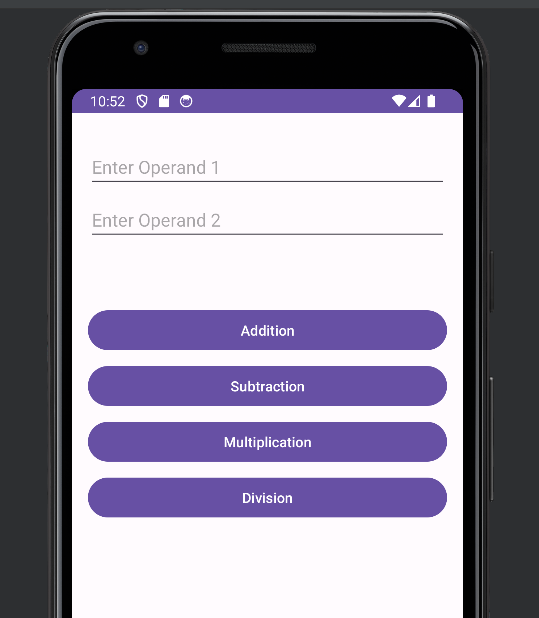 10:52
Enter Operand 1
Enter Operand 2
Addition
Subtraction
Multiplication
Division